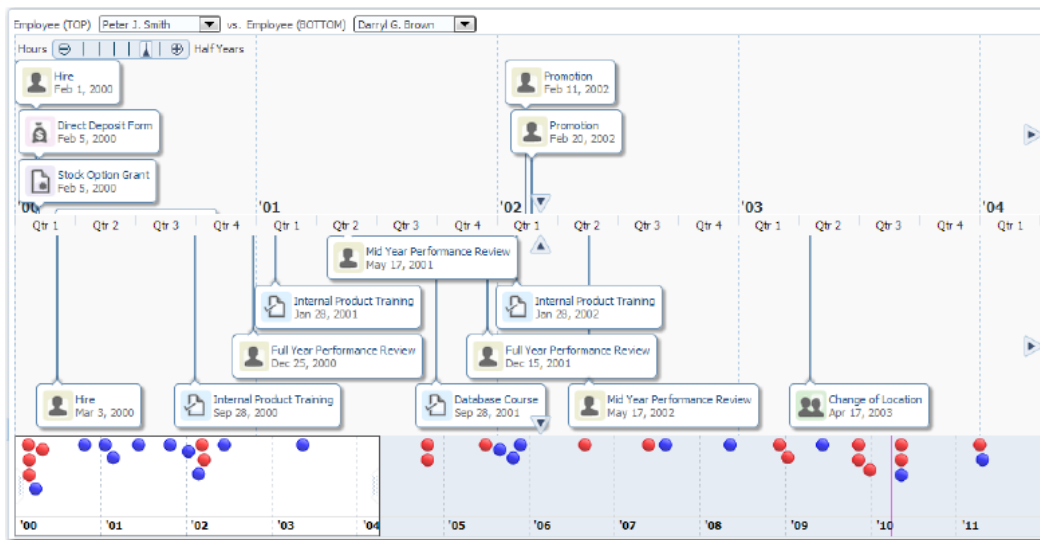 Employee (TOP) Peter J. Smith vs. Employee (BOTTOM) Darryl G. Brown
Hours Half Years
Hire
Feb 1, 2000
Promotion
Feb 11, 2002
Direct Deposit Form
Feb 5, 2000
Promotion
Feb 20, 2002
Stock Option Grant
Feb 5, 2000
'00 '01 '02 '03 '04
Qtr 1 Qtr 2 Qtr 3 Qtr 4 Qtr 1 Qtr 2 Qtr 3 Qtr 4 Qtr 1 Qtr 2 Qtr 3 Qtr 4 Qtr 1 Qtr 2 Qtr 3 Qtr 4 Qtr 1
Mid Year Performance Review
May 17, 2001
Internal Product Training
Jan 28, 2001
Internal Product Training
Jan 28, 2002
Full Year Performance Review
Dec 25, 2000
Full Year Performance Review
Dec 15, 2001
Hire
Mar 3, 2000
Internal Product Training
Sep 28, 2000
Database Course
Sep 28, 2001
Mid Year Performance Review
May 17, 2002
Change of Location
Apr 17, 2003
'00 '01 '02 '03 '04 '05 '06 '07 '08 '09 '10 '11